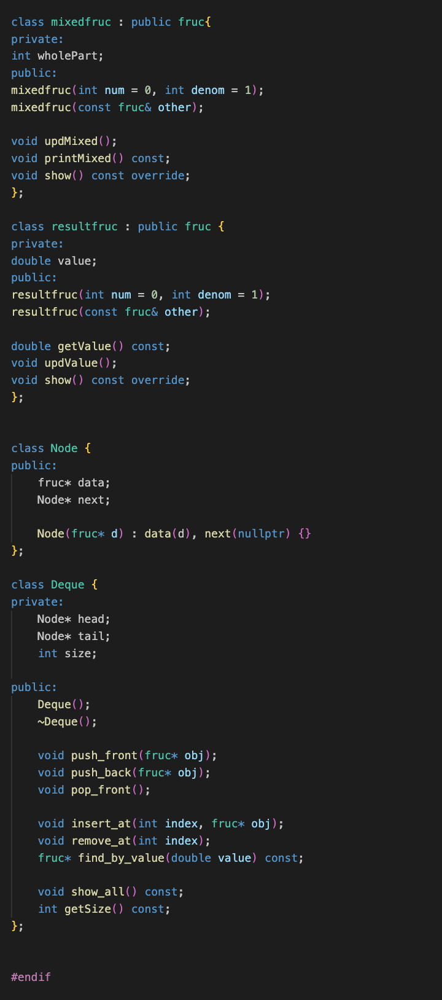 class mixedfruc : public fruc{
private:
int wholePart;
public:
mixedfruc(int num = 0, int denom = 1);
mixedfruc(const fruc& other);

void updMixed();
void printMixed() const;
void show() const override;
};

class resultfruc : public fruc {
private:
double value;
public:
resultfruc(int num = 0, int denom = 1);
resultfruc(const fruc& other);

double getValue() const;
void updValue();
void show() const override;
};


class Node {
public:
    fruc* data;
    Node* next;

    Node(fruc* d) : data(d), next(nullptr) {}
};

class Deque {
private:
    Node* head;
    Node* tail;
    int size;

public:
    Deque();
    ~Deque();

    void push_front(fruc* obj);
    void push_back(fruc* obj);
    void pop_front();

    void insert_at(int index, fruc* obj);
    void remove_at(int index);
    fruc* find_by_value(double value) const;

    void show_all() const;
    int getSize() const;
};


#endif